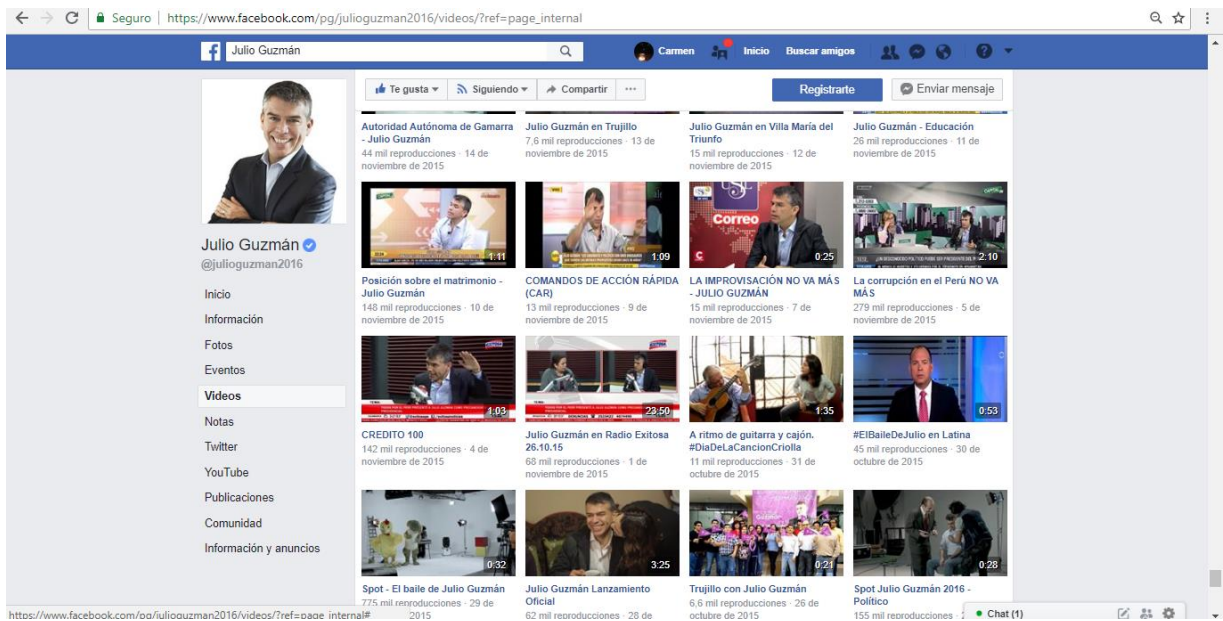 Seguro | https://www.facebook.com/pg/julioguzman2016/videos/?ref=page_internal
Julio Guzmán
Carmen
Inicio
Buscar amigos
Te gusta
Siguiendo
Compartir
Registrarte
Enviar mensaje
Julio Guzmán
@julioguzman2016
Inicio
Información
Fotos
Eventos
Videos
Notas
Twitter
YouTube
Publicaciones
Comunidad
Información y anuncios
Autoridad Autónoma de Gamarra
- Julio Guzmán
44 mil reproducciones · 14 de
noviembre de 2015
Julio Guzmán en Trujillo
7,6 mil reproducciones · 13 de
noviembre de 2015
Julio Guzmán en Villa María del
Triunfo
15 mil reproducciones · 12 de
noviembre de 2015
Julio Guzmán - Educación
26 mil reproducciones · 11 de
noviembre de 2015
1:11
Posición sobre el matrimonio -
Julio Guzmán
148 mil reproducciones · 10 de
noviembre de 2015
1:09
COMANDOS DE ACCIÓN RÁPIDA
(CAR)
13 mil reproducciones · 9 de
noviembre de 2015
Correo
0:25
LA IMPROVISACIÓN NO VA MÁS
- JULIO GUZMÁN
15 mil reproducciones · 7 de
noviembre de 2015
2:10
La corrupción en el Perú NO VA
MÁS
279 mil reproducciones · 5 de
noviembre de 2015
1:03
CREDITO 100
142 mil reproducciones · 4 de
noviembre de 2015
23:50
Julio Guzmán en Radio Exitosa
26.10.15
68 mil reproducciones · 1 de
noviembre de 2015
1:35
A ritmo de guitarra y cajón.
#DiaDeLaCancionCriolla
11 mil reproducciones · 31 de
octubre de 2015
0:53
#ElBaileDeJulio en Latina
45 mil reproducciones · 30 de
octubre de 2015
0:32
Spot - El baile de Julio Guzmán
775 mil reproducciones · 29 de
2015
3:25
Julio Guzmán Lanzamiento
Oficial
62 mil reproducciones · 28 de
0:21
Trujillo con Julio Guzmán
6,6 mil reproducciones · 26 de
octubre de 2015
0:28
Spot Julio Guzmán 2016 -
Político
155 mil reproducciones
https://www.facebook.com/pg/julioguzman2016/videos/?ref=page_internal#
Chat (1)